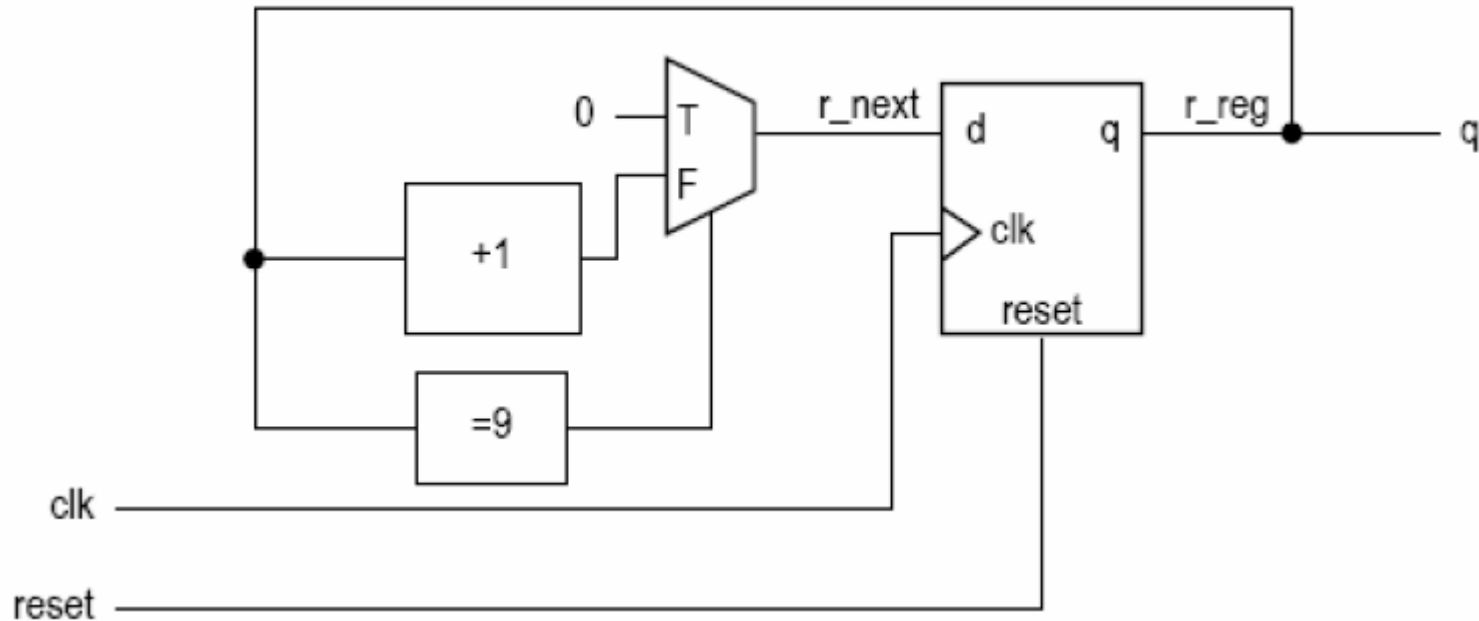 0
T
F
r_next
d
q
r_reg
q
+1
clk
=9
reset
clk
reset